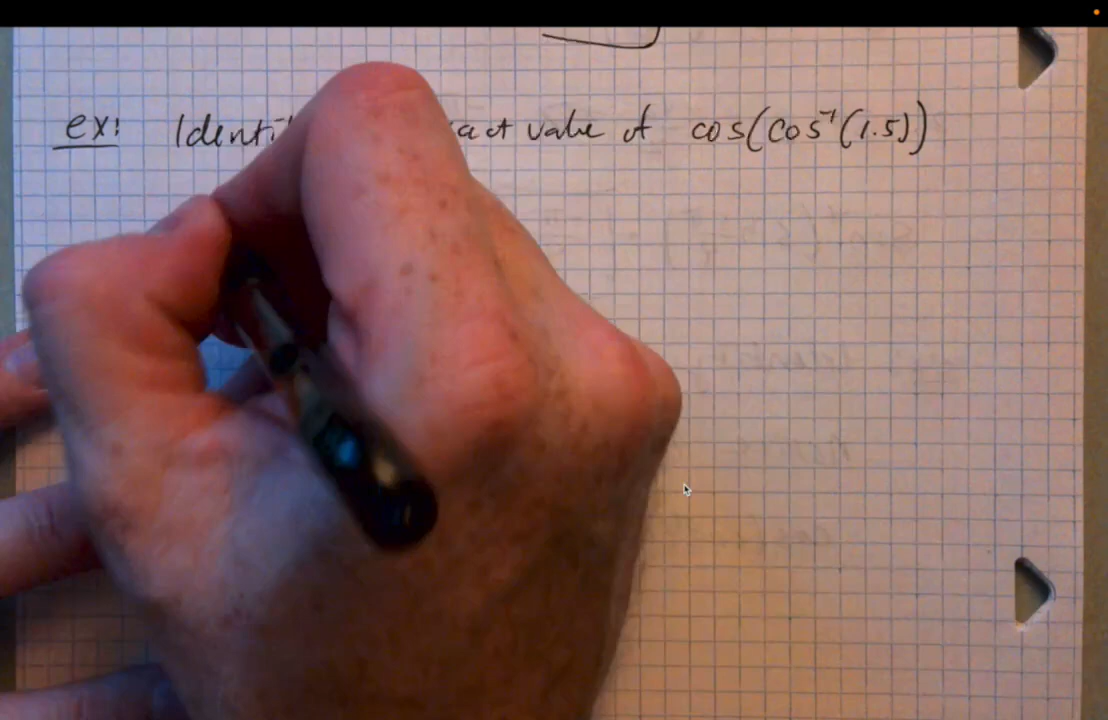 ex: Identi act value of cos(cos⁻¹(1.5))